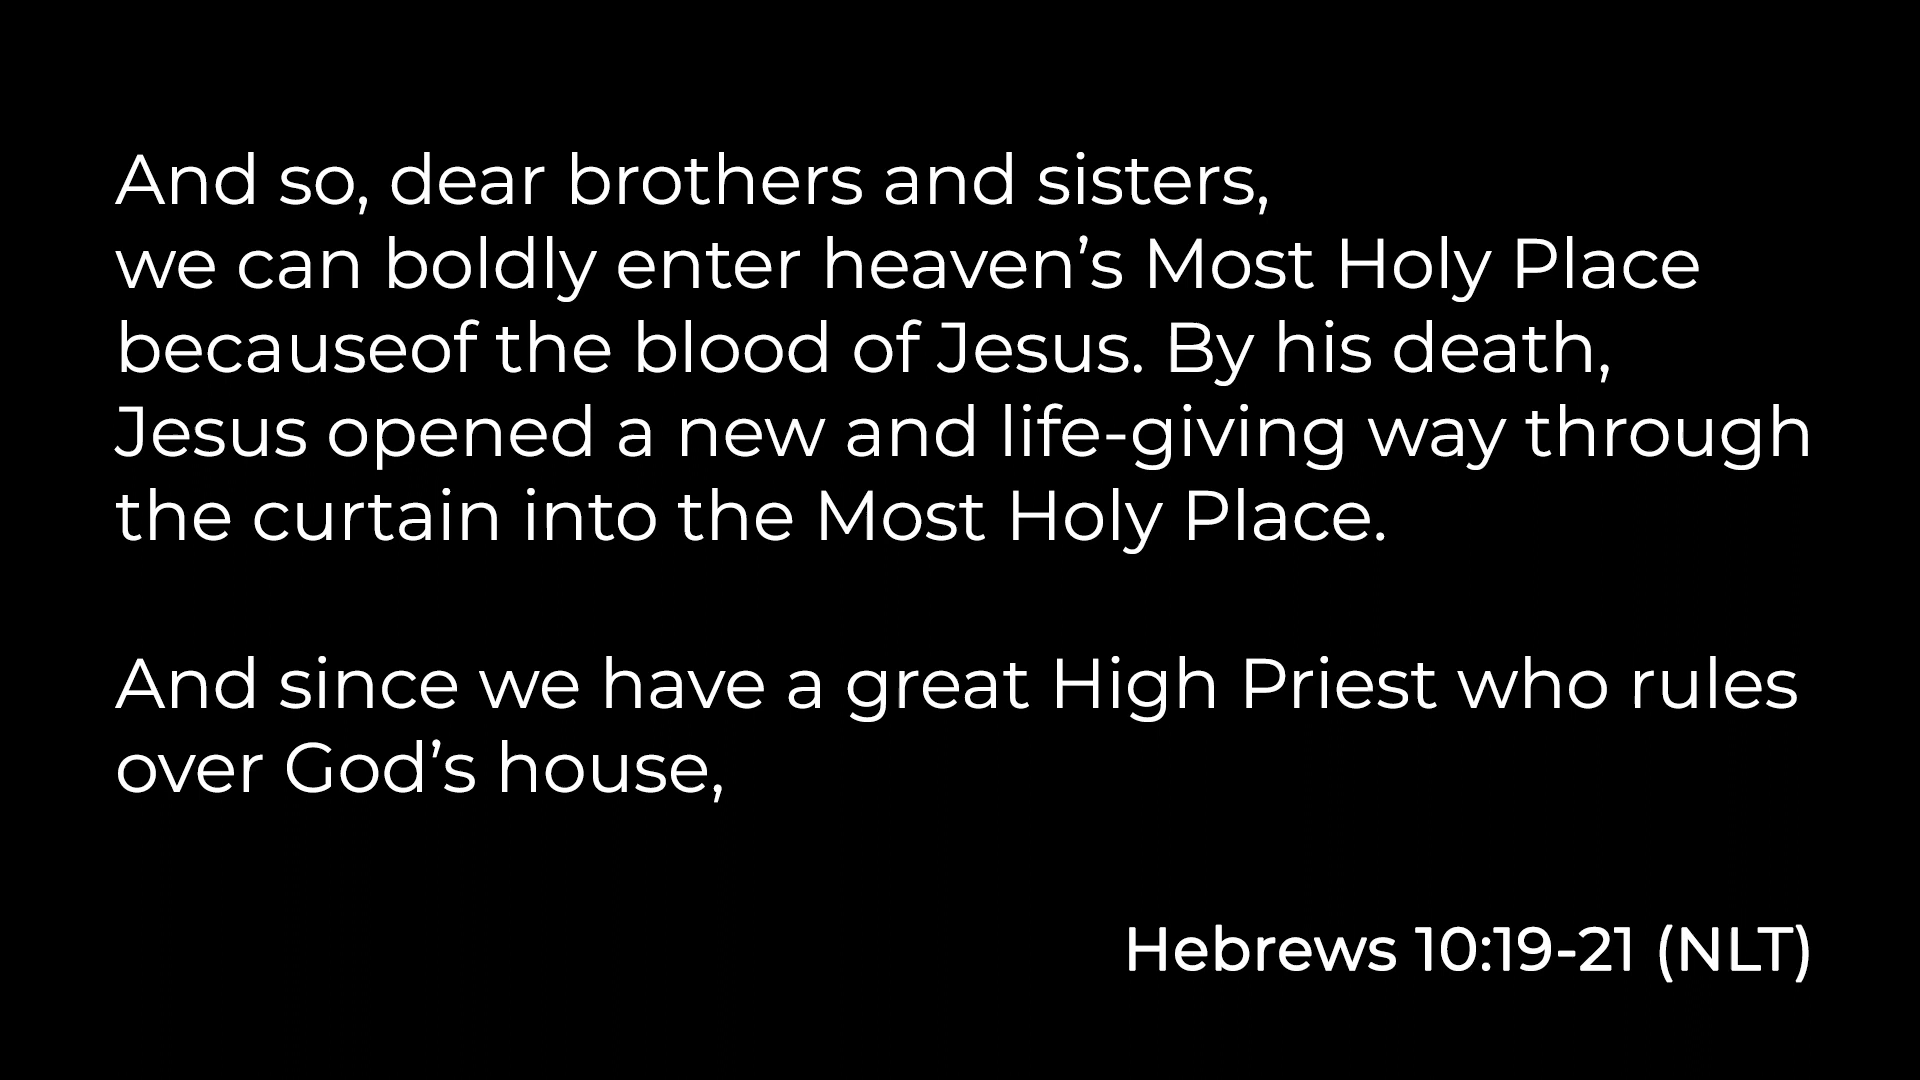 And so, dear brothers and sisters,
we can boldly enter heaven’s Most Holy Place
becauseof the blood of Jesus. By his death,
Jesus opened a new and life-giving way through
the curtain into the Most Holy Place.
And since we have a great High Priest who rules
over God’s house,
Hebrews 10:19-21 (NLT)